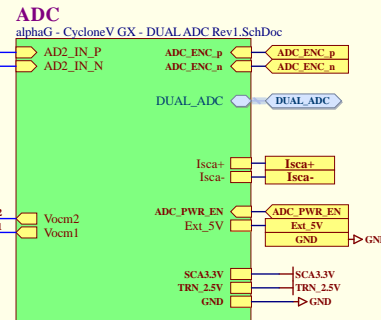 ADC
alphaG - CycloneV GX - DUAL ADC Rev1.SchDoc
AD2_IN_P ADC_ENC_p ADC_ENC_p
AD2_IN_N ADC_ENC_n ADC_ENC_n
DUAL_ADC DUAL_ADC
Isca+ Isca+
Isca- Isca-
2 Vocm2 ADC_PWR_EN ADC_PWR_EN
Vocm1 Ext_5V Ext_5V
GND GND
SCA3.3V SCA3.3V
TRN_2.5V TRN_2.5V
GND GND